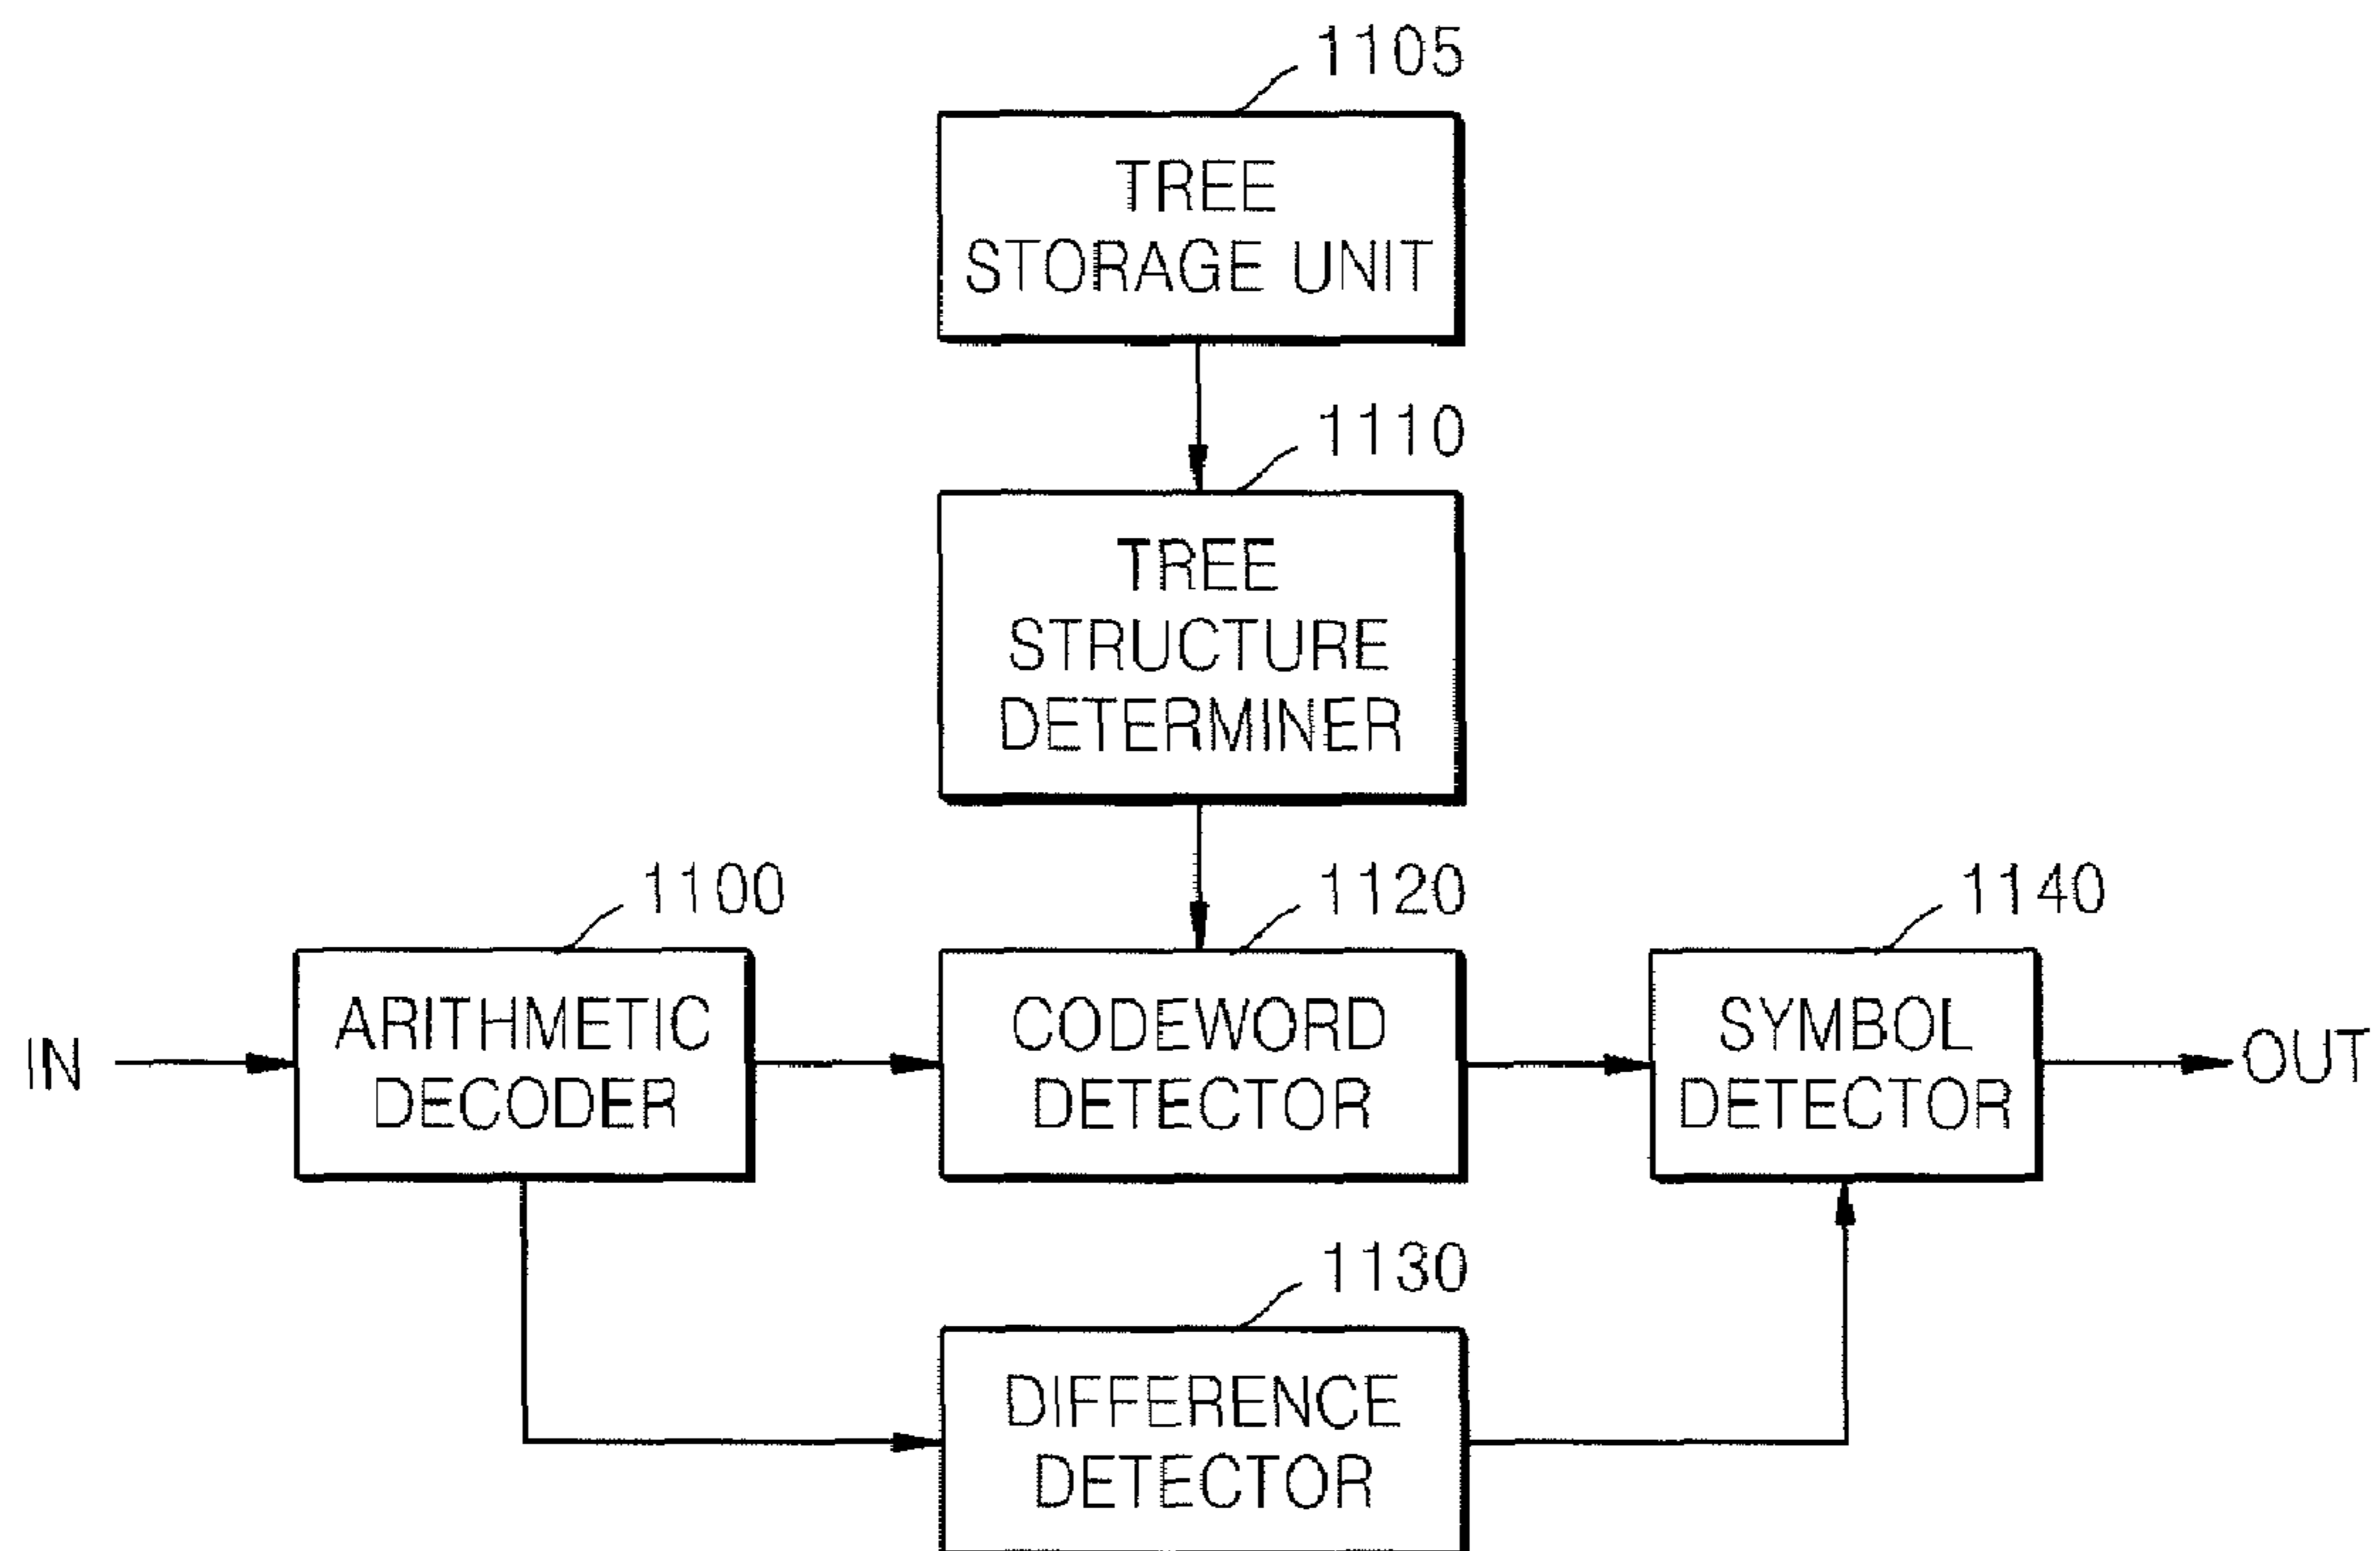 1105
TREE
STORAGE UNIT
1110
TREE
STRUCTURE
DETERMINER
1100
1120
1140
IN
ARITHMETIC
DECODER
CODEWORD
DETECTOR
SYMBOL
DETECTOR
OUT
1130
DIFFERENCE
DETECTOR